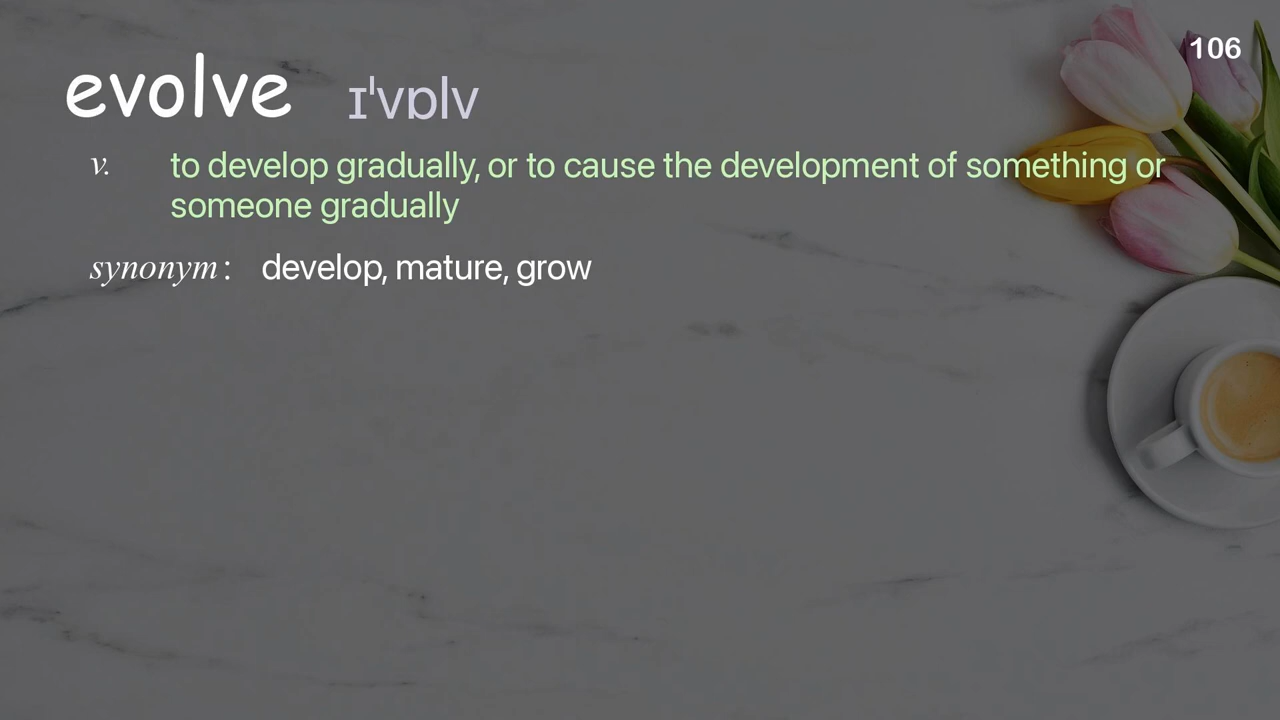 106
evolve ɪˈvɒlv
v. to develop gradually, or to cause the development of something or
someone gradually
synonym: develop, mature, grow